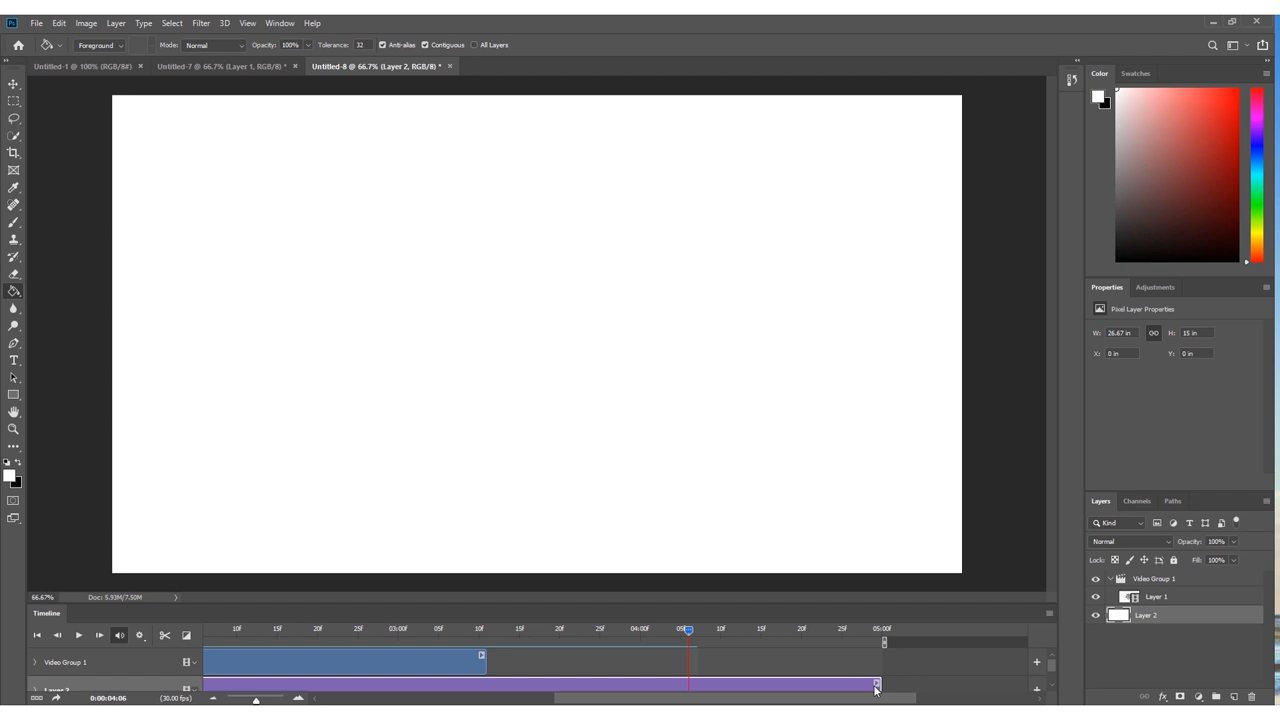 Ps File Edit Image Layer Type Select Filter 3D View Window Help
Foreground Mode: Normal Opacity: 100% Tolerance: 32 Anti-alias Contiguous All Layers
Untitled-1 @ 100% (RGB/8#) Untitled-7 @ 66.7% (Layer 1, RGB/8) * Untitled-8 @ 66.7% (Layer 2, RGB/8) *
Color Swatches
Properties Adjustments
Pixel Layer Properties
W: 26.67 in H: 15 in
X: 0 in Y: 0 in
Layers Channels Paths
Kind
Normal Opacity: 100%
Lock: Fill: 100%
Video Group 1
Layer 1
Layer 2
66.67% Doc: 5.93M/7.50M
Timeline
10f 15f 20f 25f 03:00f 10f 15f 20f 25f 04:00f 10f 15f 20f 25f 05:00f
Video Group 1
Layer 2
0:00:04:06 (30.00 fps)